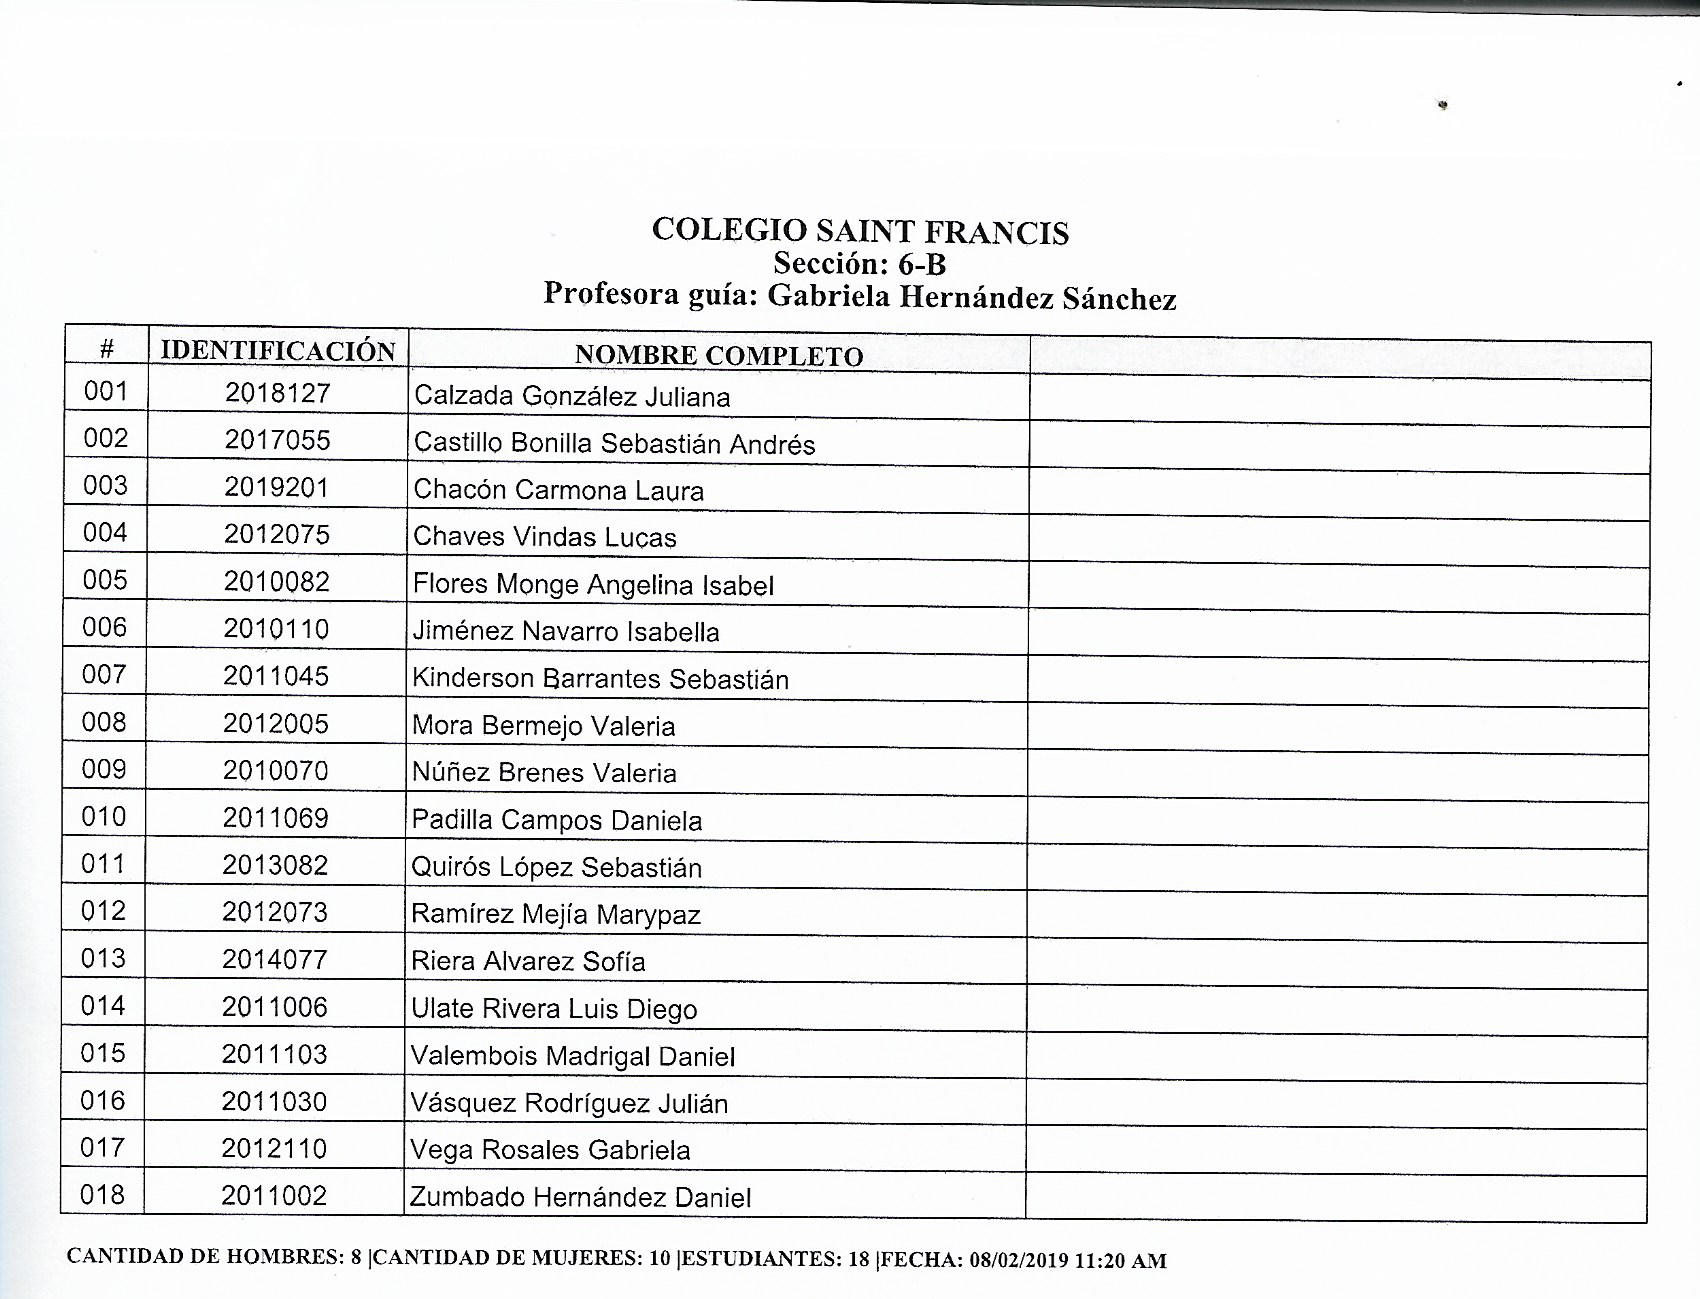 COLEGIO SAINT FRANCIS
Sección: 6-B
Profesora guía: Gabriela Hernández Sánchez
# IDENTIFICACIÓN NOMBRE COMPLETO
001 2018127 Calzada González Juliana
002 2017055 Castillo Bonilla Sebastián Andrés
003 2019201 Chacón Carmona Laura
004 2012075 Chaves Vindas Lucas
005 2010082 Flores Monge Angelina Isabel
006 2010110 Jiménez Navarro Isabella
007 2011045 Kinderson Barrantes Sebastián
008 2012005 Mora Bermejo Valeria
009 2010070 Núñez Brenes Valeria
010 2011069 Padilla Campos Daniela
011 2013082 Quirós López Sebastián
012 2012073 Ramírez Mejía Marypaz
013 2014077 Riera Alvarez Sofía
014 2011006 Ulate Rivera Luis Diego
015 2011103 Valembois Madrigal Daniel
016 2011030 Vásquez Rodríguez Julián
017 2012110 Vega Rosales Gabriela
018 2011002 Zumbado Hernández Daniel
CANTIDAD DE HOMBRES: 8 |CANTIDAD DE MUJERES: 10 |ESTUDIANTES: 18 |FECHA: 08/02/2019 11:20 AM